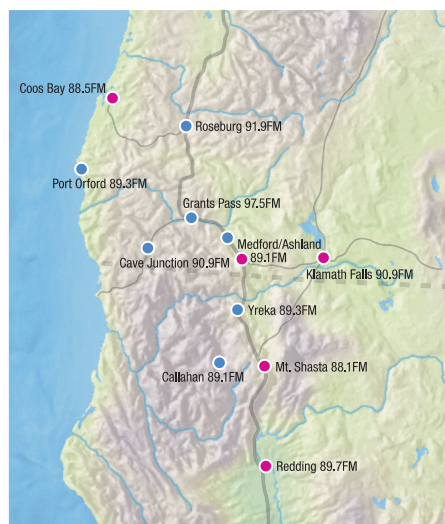 Coos Bay 88.5FM
Roseburg 91.9FM
Port Orford 89.3FM
Grants Pass 97.5FM
Medford/Ashland
89.1FM
Cave Junction 90.9FM
Klamath Falls 90.9FM
Yreka 89.3FM
Callahan 89.1FM
Mt. Shasta 88.1FM
Redding 89.7FM